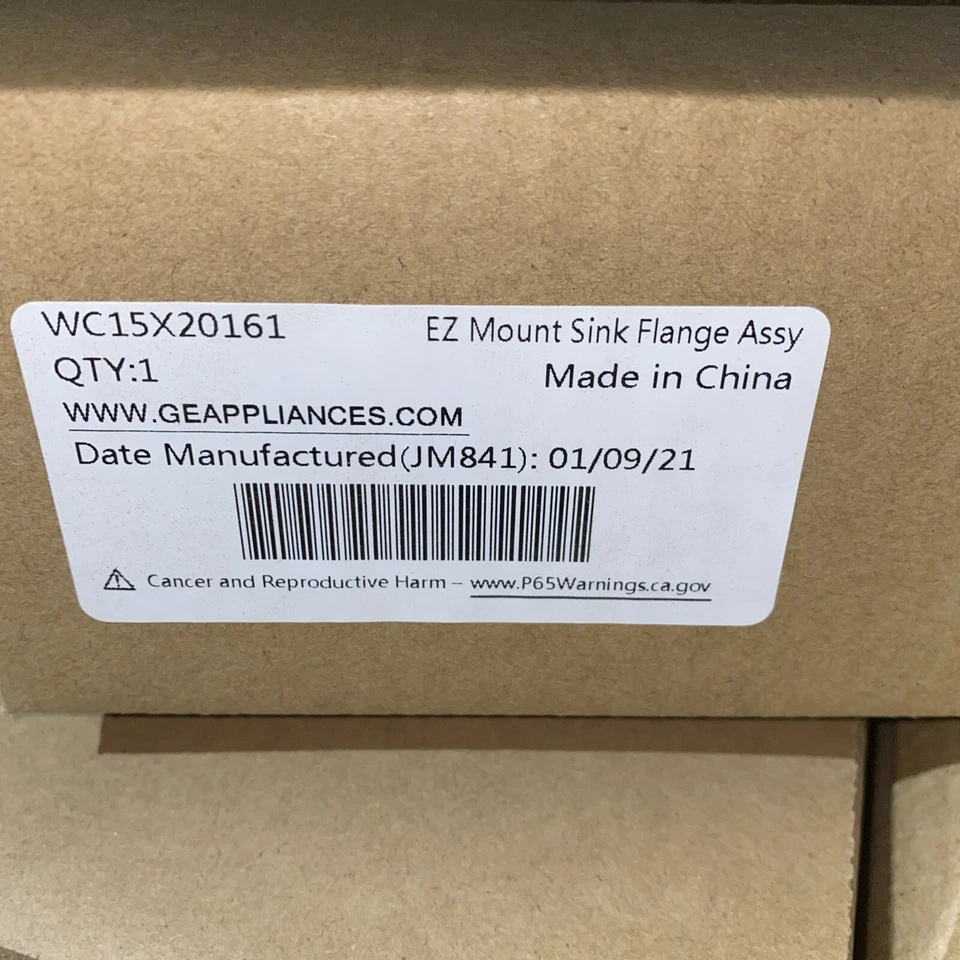 WC15X20161 EZ Mount Sink Flange Assy
QTY:1 Made in China
WWW.GEAPPLIANCES.COM
Date Manufactured(JM841): 01/09/21
Cancer and Reproductive Harm – www.P65Warnings.ca.gov